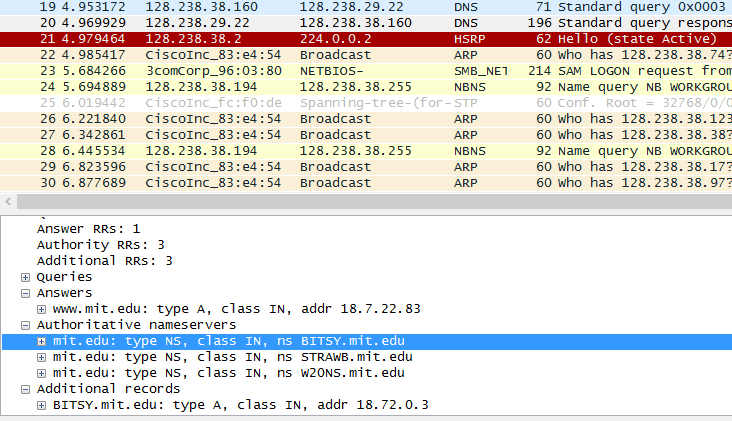 19 4.953172 128.238.38.160 128.238.29.22 DNS 71 Standard query 0x0003
20 4.969929 128.238.29.22 128.238.38.160 DNS 196 Standard query respons
21 4.979464 128.238.38.2 224.0.0.2 HSRP 62 Hello (state Active)
22 4.985417 CiscoInc_83:e4:54 Broadcast ARP 60 Who has 128.238.38.74?
23 5.684266 3comCorp_96:03:80 NETBIOS- SMB_NET 214 SAM LOGON request from
24 5.694889 128.238.38.194 128.238.38.255 NBNS 92 Name query NB WORKGROU
25 6.019442 CiscoInc_fc:f0:de Spanning-tree-(for- STP 60 Conf. Root = 32768/0/0
26 6.221840 CiscoInc_83:e4:54 Broadcast ARP 60 Who has 128.238.38.123
27 6.342861 CiscoInc_83:e4:54 Broadcast ARP 60 Who has 128.238.38.38?
28 6.445534 128.238.38.194 128.238.38.255 NBNS 92 Name query NB WORKGROU
29 6.823596 CiscoInc_83:e4:54 Broadcast ARP 60 Who has 128.238.38.17?
30 6.877689 CiscoInc_83:e4:54 Broadcast ARP 60 Who has 128.238.38.97?
Answer RRs: 1
Authority RRs: 3
Additional RRs: 3
Queries
Answers
www.mit.edu: type A, class IN, addr 18.7.22.83
Authoritative nameservers
mit.edu: type NS, class IN, ns BITSY.mit.edu
mit.edu: type NS, class IN, ns STRAWB.mit.edu
mit.edu: type NS, class IN, ns W20NS.mit.edu
Additional records
BITSY.mit.edu: type A, class IN, addr 18.72.0.3